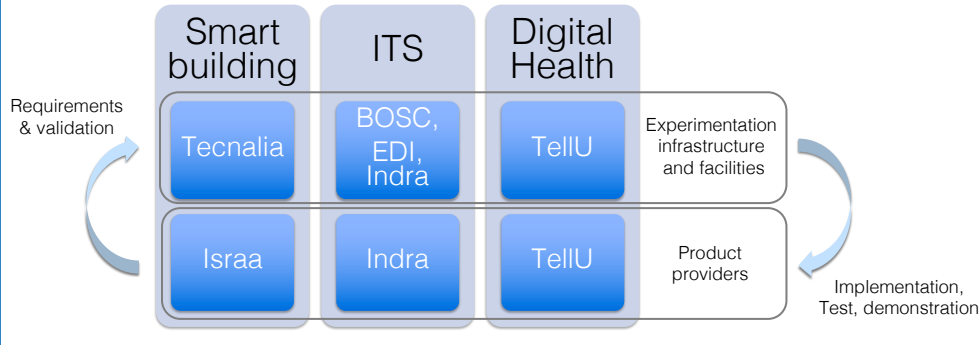 Smart
building
ITS
Digital
Health
Requirements
& validation
Tecnalia
BOSC,
EDI,
Indra
TellU
Experimentation
infrastructure
and facilities
Israa
Indra
TellU
Product
providers
Implementation,
Test, demonstration